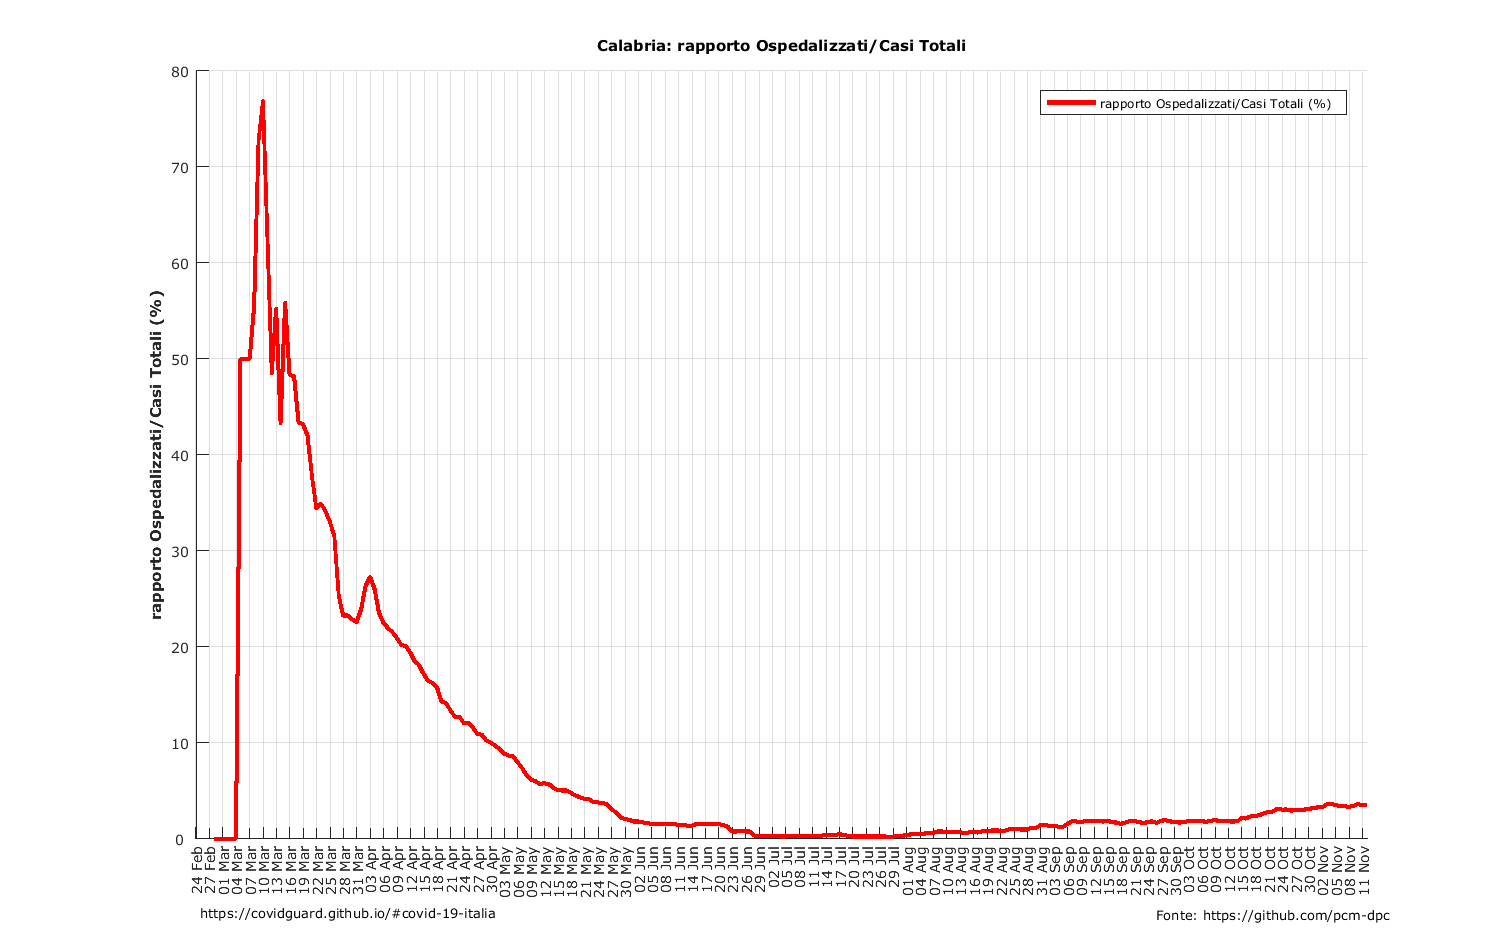 Calabria: rapporto Ospedalizzati/Casi Totali
rapporto Ospedalizzati/Casi Totali (%)
rapporto Ospedalizzati/Casi Totali (%)
80
70
60
50
40
30
20
10
0
24 Feb
27 Feb
01 Mar
04 Mar
07 Mar
10 Mar
13 Mar
16 Mar
19 Mar
22 Mar
25 Mar
28 Mar
31 Mar
03 Apr
06 Apr
09 Apr
12 Apr
15 Apr
18 Apr
21 Apr
24 Apr
27 Apr
30 Apr
03 May
06 May
09 May
12 May
15 May
18 May
21 May
24 May
27 May
30 May
02 Jun
05 Jun
08 Jun
11 Jun
14 Jun
17 Jun
20 Jun
23 Jun
26 Jun
29 Jun
02 Jul
05 Jul
08 Jul
11 Jul
14 Jul
17 Jul
20 Jul
23 Jul
26 Jul
29 Jul
01 Aug
04 Aug
07 Aug
10 Aug
13 Aug
16 Aug
19 Aug
22 Aug
25 Aug
28 Aug
31 Aug
03 Sep
06 Sep
09 Sep
12 Sep
15 Sep
18 Sep
21 Sep
24 Sep
27 Sep
30 Sep
03 Oct
06 Oct
09 Oct
12 Oct
15 Oct
18 Oct
21 Oct
24 Oct
27 Oct
30 Oct
02 Nov
05 Nov
08 Nov
11 Nov
https://covidguard.github.io/#covid-19-italia
Fonte: https://github.com/pcm-dpc